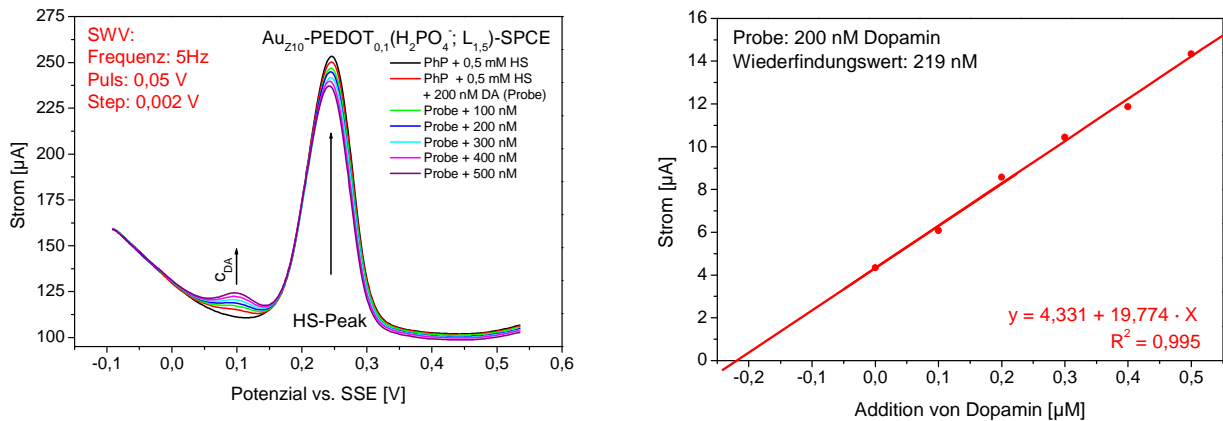 SWV:
Frequenz: 5Hz
Puls: 0,05 V
Step: 0,002 V
Au_Z10-PEDOT_0,1(H_2PO_4^-; L_1,5)-SPCE
PhP + 0,5 mM HS
PhP + 0,5 mM HS
+ 200 nM DA (Probe)
Probe + 100 nM
Probe + 200 nM
Probe + 300 nM
Probe + 400 nM
Probe + 500 nM
c_DA
HS-Peak
275
250
225
200
175
150
125
100
Strom [µA]
-0,1 0,0 0,1 0,2 0,3 0,4 0,5 0,6
Potenzial vs. SSE [V]
Probe: 200 nM Dopamin
Wiederfindungswert: 219 nM
y = 4,331 + 19,774 · X
R^2 = 0,995
16
14
12
10
8
6
4
2
0
Strom [µA]
-0,2 -0,1 0,0 0,1 0,2 0,3 0,4 0,5
Addition von Dopamin [µM]